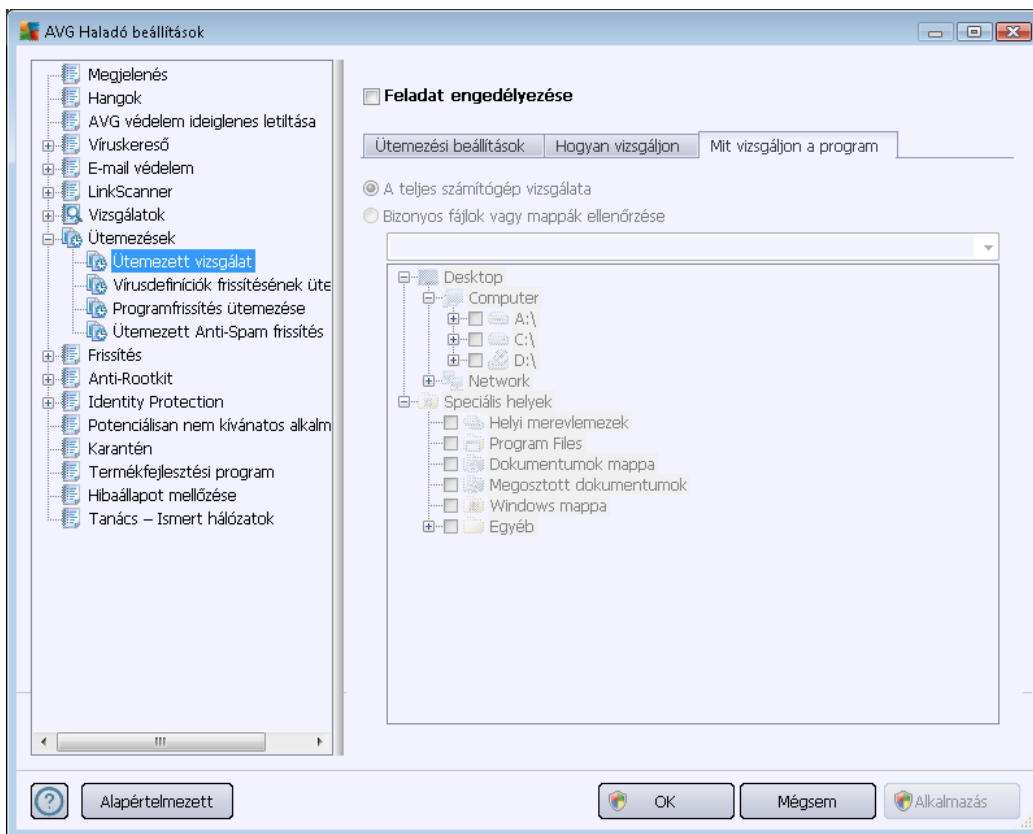 AVG Haladó beállítások
Megjelenés
Hangok
AVG védelem ideiglenes letiltása
Víruskereső
E-mail védelem
LinkScanner
Vizsgálatok
Ütemezések
Ütemezett vizsgálat
Vírusdefiníciók frissítésének üte
Programfrissítés ütemezése
Ütemezett Anti-Spam frissítés
Frissítés
Anti-Rootkit
Identity Protection
Potenciálisan nem kívánatos alkalm
Karantén
Termékfejlesztési program
Hibaállapot mellőzése
Tanács – Ismert hálózatok
Feladat engedélyezése
Ütemezési beállítások
Hogyan vizsgáljon
Mit vizsgáljon a program
A teljes számítógép vizsgálata
Bizonyos fájlok vagy mappák ellenőrzése
Desktop
Computer
A:\
C:\
D:\
Network
Speciális helyek
Helyi merevlemezek
Program Files
Dokumentumok mappa
Megosztott dokumentumok
Windows mappa
Egyéb
Alapértelmezett
OK
Mégsem
Alkalmazás